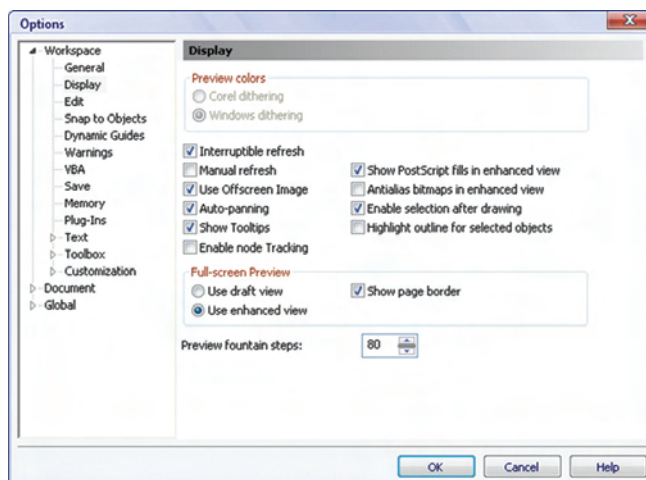 Options
Workspace
General
Display
Edit
Snap to Objects
Dynamic Guides
Warnings
VBA
Save
Memory
Plug-Ins
Text
Toolbox
Customization
Document
Global
Display
Preview colors
Corel dithering
Windows dithering
Interruptible refresh
Manual refresh
Use Offscreen Image
Auto-panning
Show Tooltips
Enable node Tracking
Show PostScript fills in enhanced view
Antialias bitmaps in enhanced view
Enable selection after drawing
Highlight outline for selected objects
Full-screen Preview
Use draft view
Use enhanced view
Show page border
Preview fountain steps: 80
OK Cancel Help